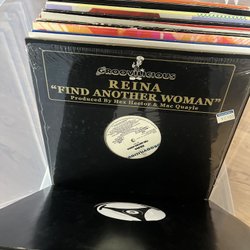 GROOVILICIOUS
REINA
"FIND ANOTHER WOMAN"
Produced By Hex Hector & Mac Quayle